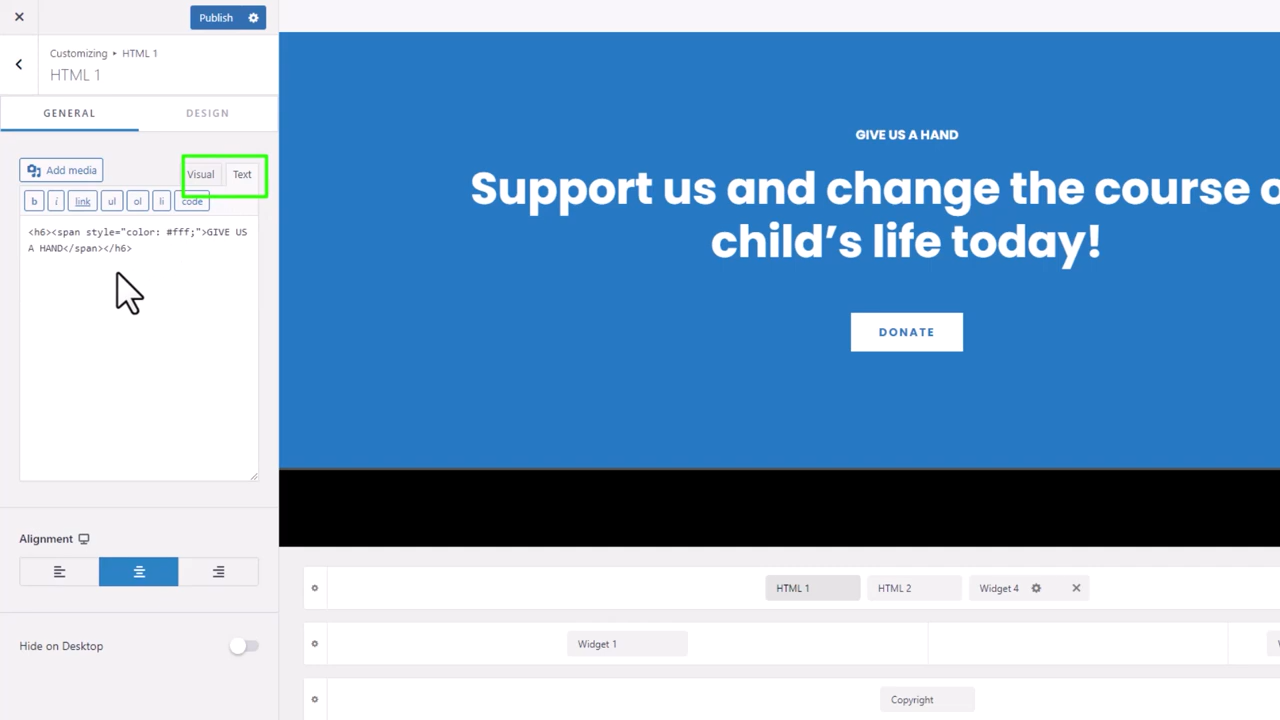 Publish
Customizing ▸ HTML 1
HTML 1
GENERAL
DESIGN
Add media
Visual
Text
b
i
link
ul
ol
li
code
<h6><span style="color: #fff;">GIVE US
A HAND</span></h6>
Alignment
Hide on Desktop
GIVE US A HAND
Support us and change the course o
child’s life today!
DONATE
HTML 1
HTML 2
Widget 4
Widget 1
Copyright